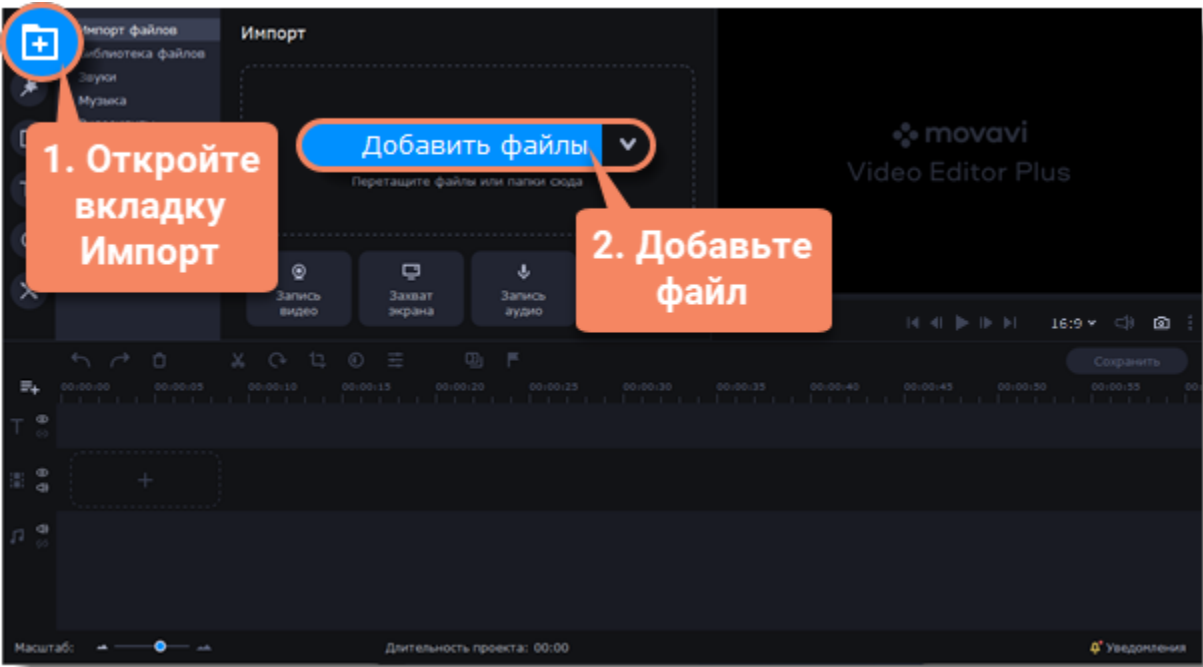 Импорт файлов
Библиотека файлов
Звуки
Музыка
Импорт
Добавить файлы
Перетащите файлы или папки сюда
1. Откройте
вкладку
Импорт
2. Добавьте
файл
movavi
Video Editor Plus
Запись
видео
Захват
экрана
Запись
аудио
16:9
Сохранить
00:00:00 00:00:05 00:00:10 00:00:15 00:00:20 00:00:25 00:00:30 00:00:35 00:00:40 00:00:45 00:00:50 00:00:55
Масштаб:
Длительность проекта: 00:00
Уведомления